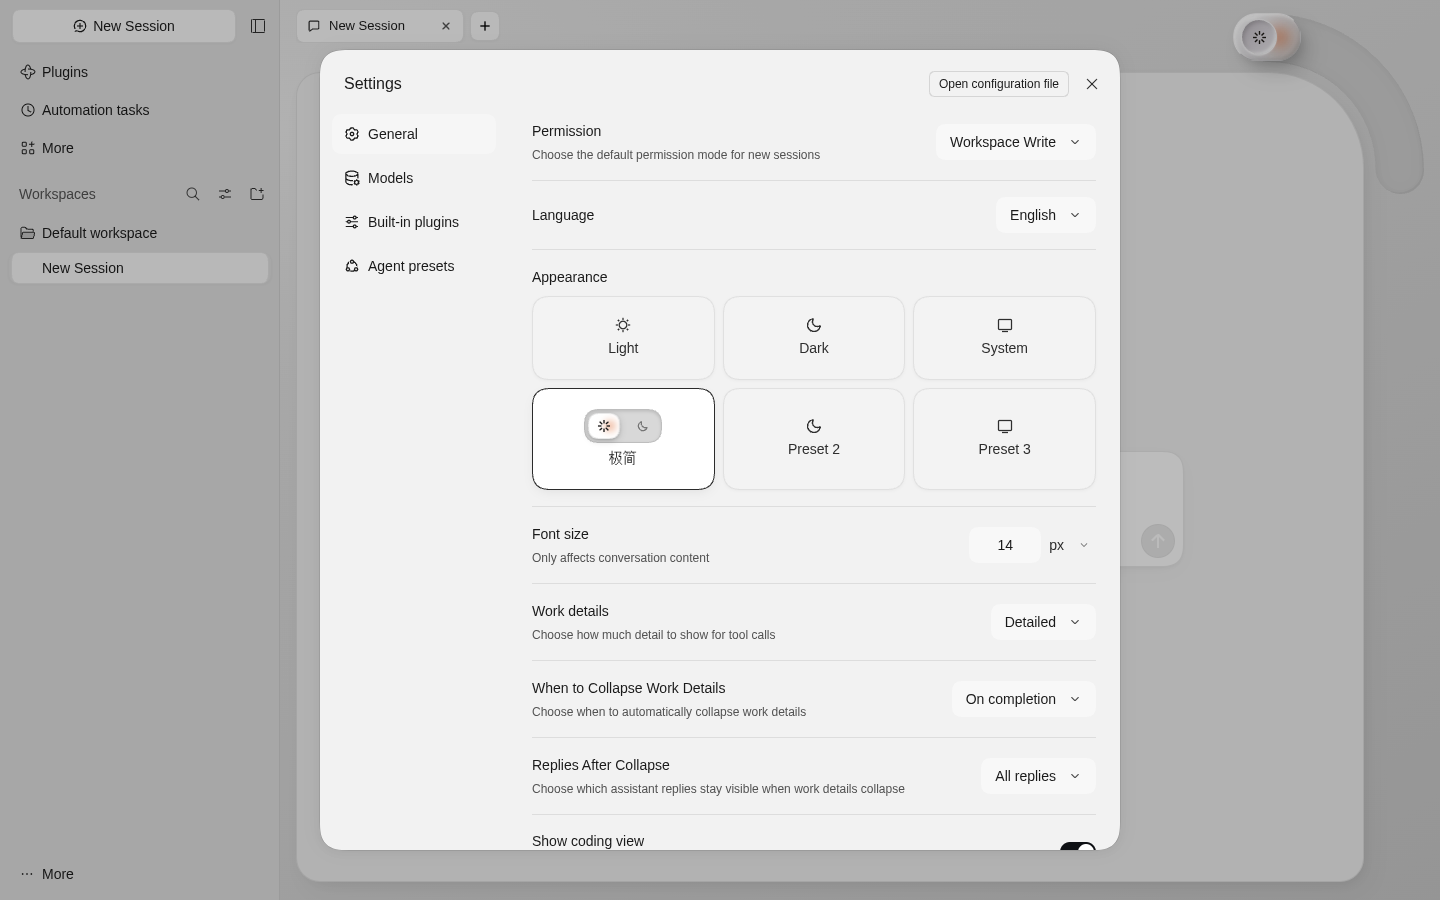 New Session
New Session
Plugins
Automation tasks
More
Workspaces
Default workspace
New Session
More
Settings
Open configuration file
General
Models
Built-in plugins
Agent presets
Permission
Choose the default permission mode for new sessions
Workspace Write
Language
English
Appearance
Light
Dark
System
极简
Preset 2
Preset 3
Font size
Only affects conversation content
14 px
Work details
Choose how much detail to show for tool calls
Detailed
When to Collapse Work Details
Choose when to automatically collapse work details
On completion
Replies After Collapse
Choose which assistant replies stay visible when work details collapse
All replies
Show coding view